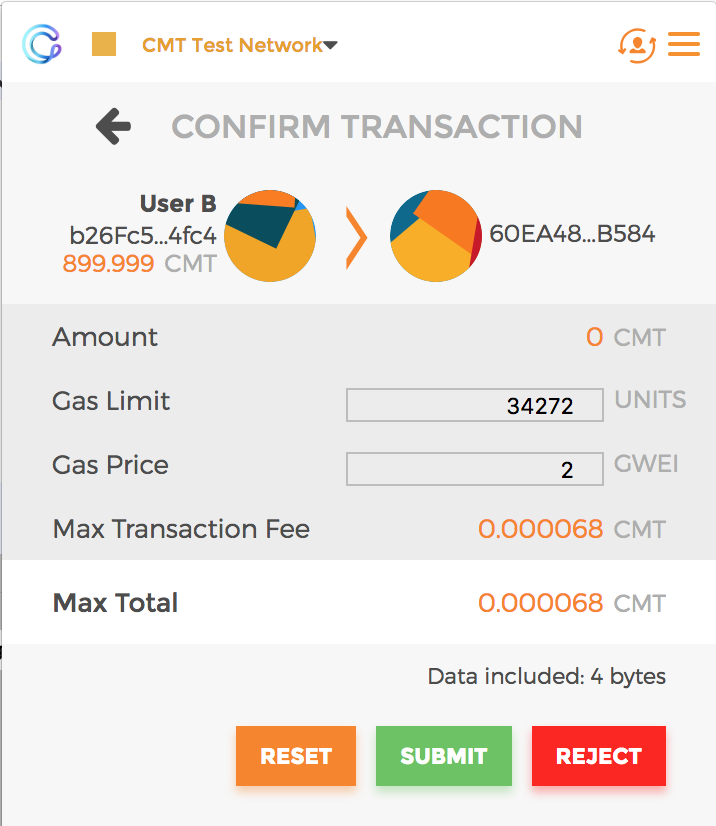 CMT Test Network
CONFIRM TRANSACTION
User B
b26Fc5...4fc4
899.999 CMT
60EA48...B584
Amount 0 CMT
Gas Limit 34272 UNITS
Gas Price 2 GWEI
Max Transaction Fee 0.000068 CMT
Max Total 0.000068 CMT
Data included: 4 bytes
RESET SUBMIT REJECT